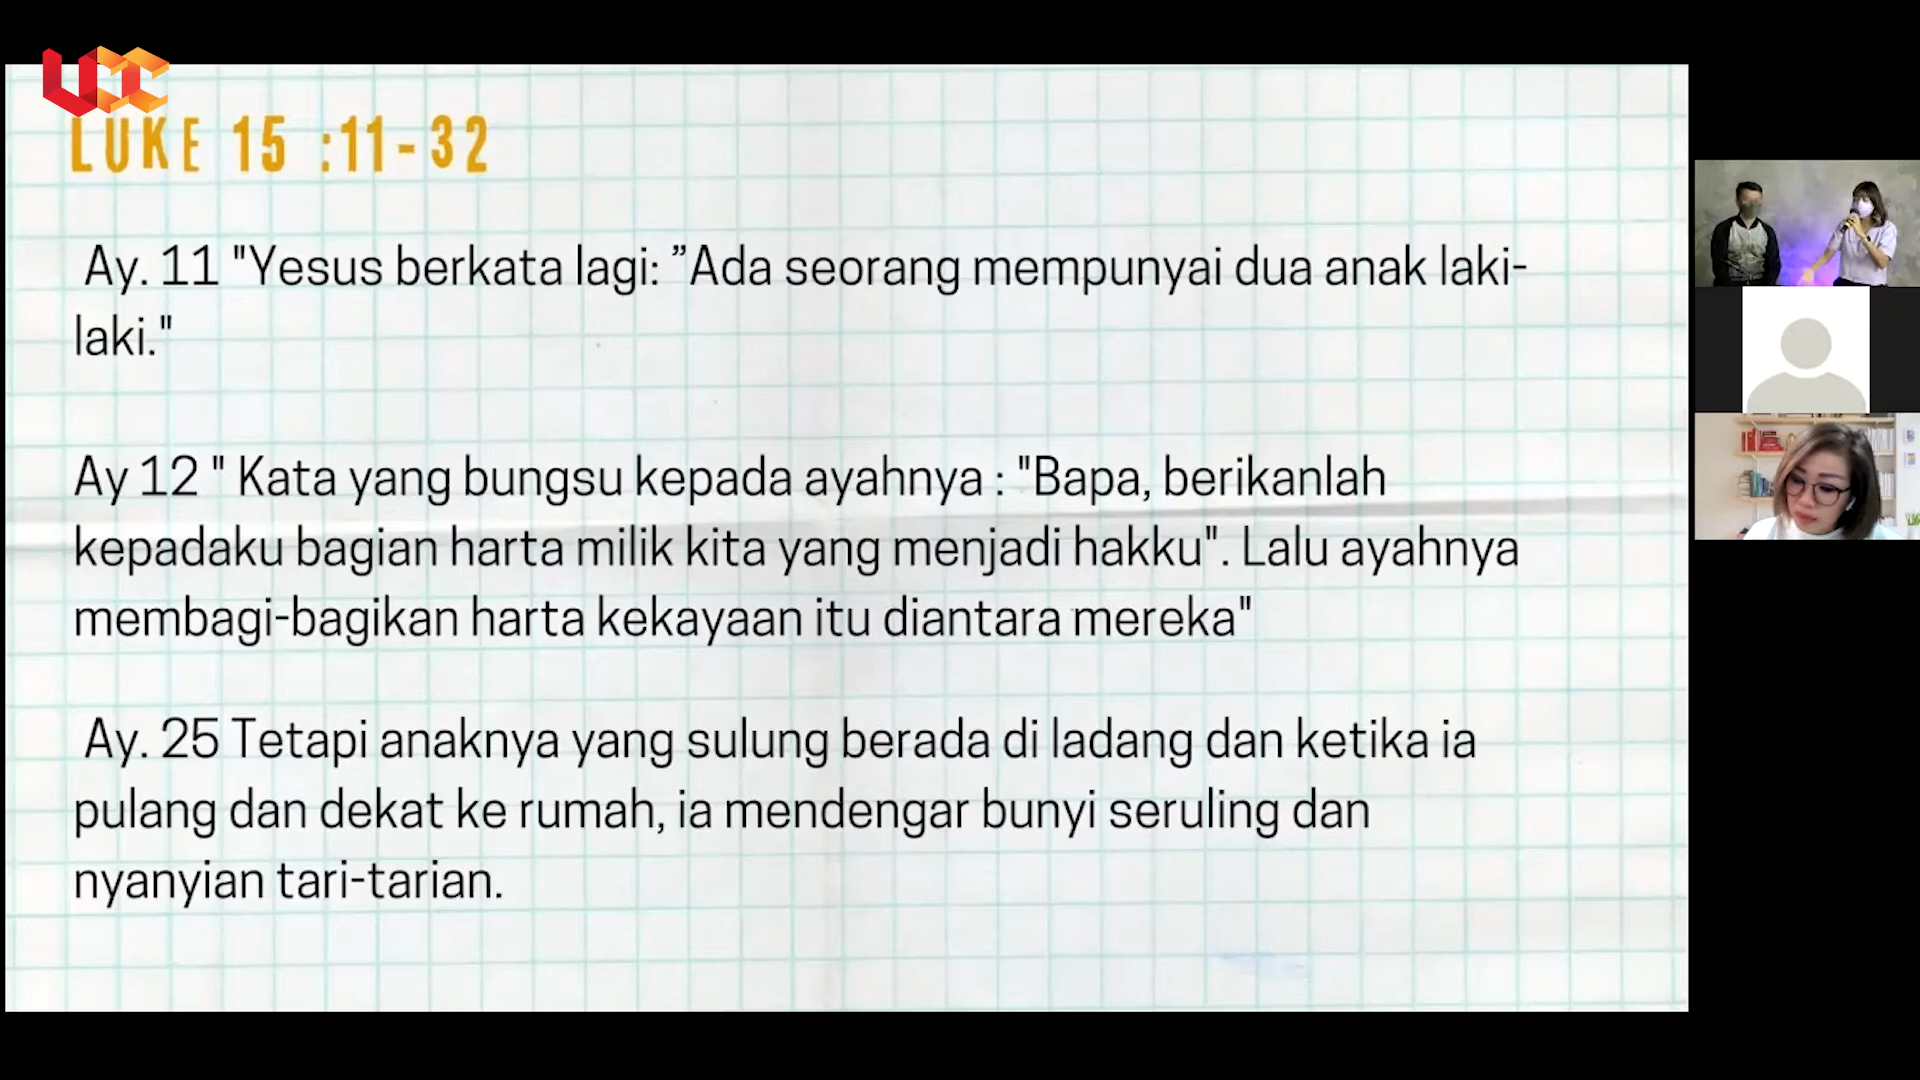 UCC
LUKE 15 :11-32
Ay. 11 "Yesus berkata lagi: ”Ada seorang mempunyai dua anak laki-
laki."
Ay 12 " Kata yang bungsu kepada ayahnya : "Bapa, berikanlah
kepadaku bagian harta milik kita yang menjadi hakku". Lalu ayahnya
membagi-bagikan harta kekayaan itu diantara mereka"
Ay. 25 Tetapi anaknya yang sulung berada di ladang dan ketika ia
pulang dan dekat ke rumah, ia mendengar bunyi seruling dan
nyanyian tari-tarian.